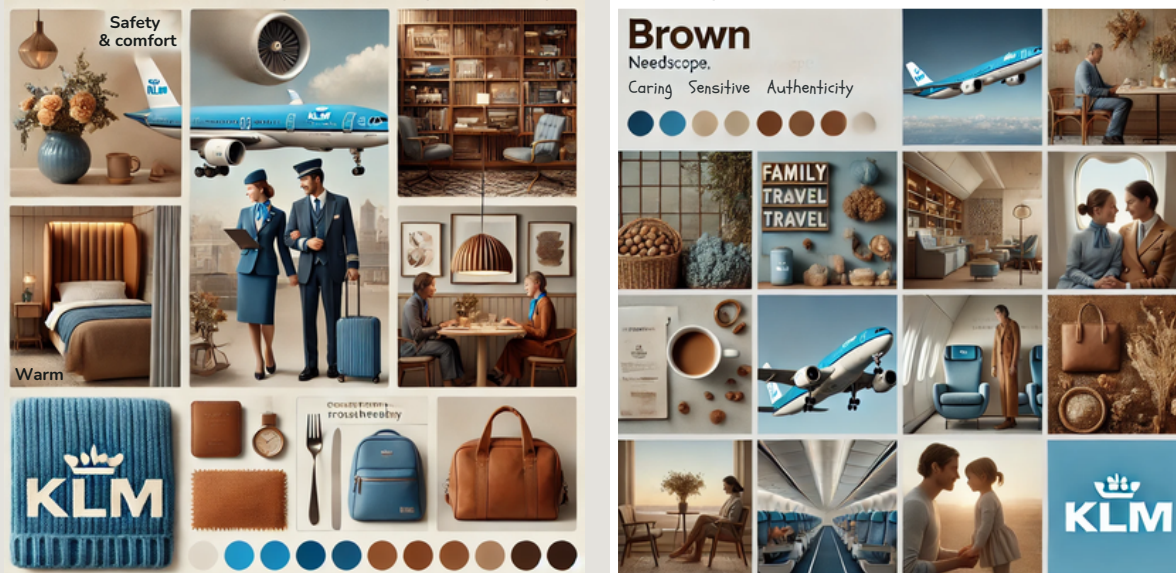 Safety
& comfort
KLM
KLM
Warm
KLM
Brown
Needscope.
Caring Sensitive Authenticity
FAMILY
TRAVEL
TRAVEL
KLM